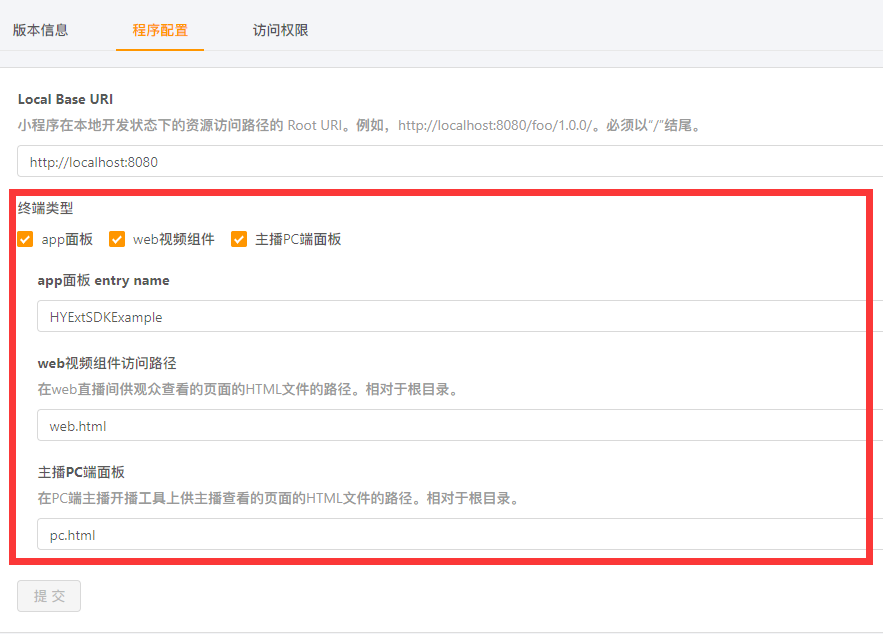 版本信息 程序配置 访问权限
Local Base URI
小程序在本地开发状态下的资源访问路径的 Root URI。例如，http://localhost:8080/foo/1.0.0/。必须以“/”结尾。
http://localhost:8080
终端类型
app面板 web视频组件 主播PC端面板
app面板 entry name
HYExtSDKExample
web视频组件访问路径
在web直播间供观众查看的页面的HTML文件的路径。相对于根目录。
web.html
主播PC端面板
在PC端主播开播工具上供主播查看的页面的HTML文件的路径。相对于根目录。
pc.html
提 交